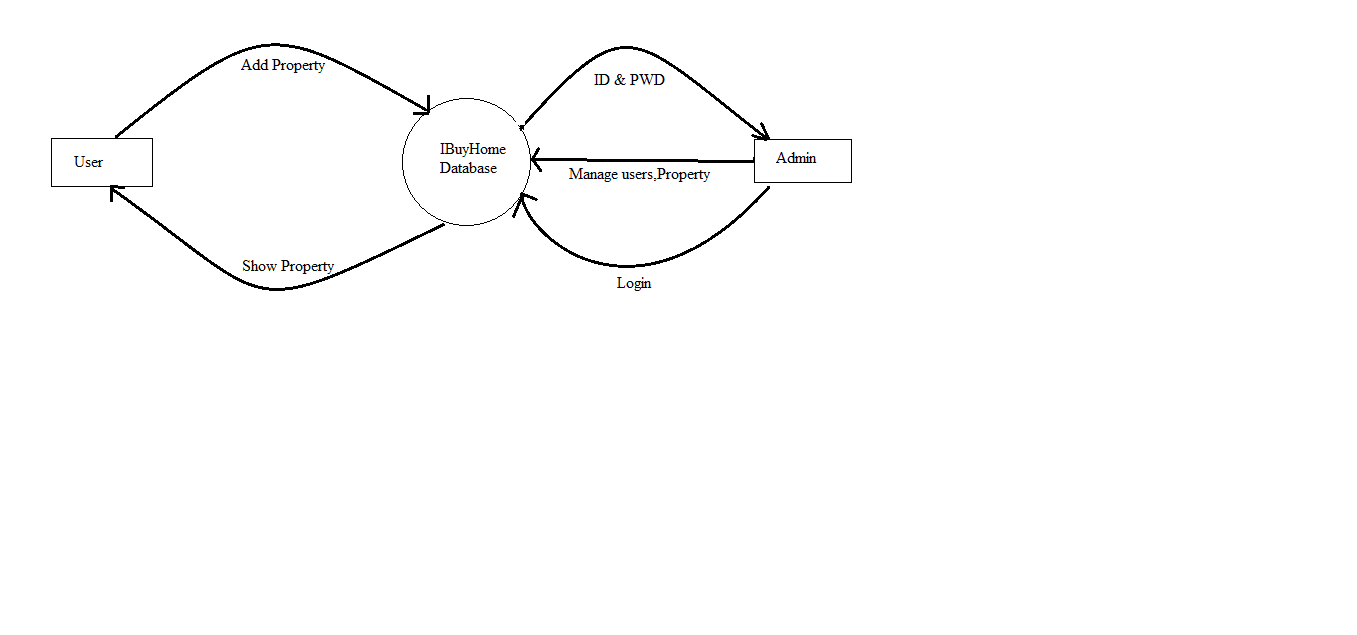 Add Property
ID & PWD
User
IBuyHome
Database
Admin
Manage users,Property
Show Property
Login